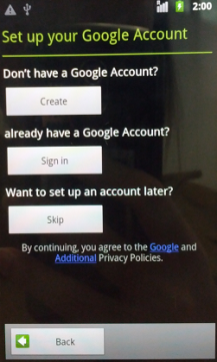 2:00
Set up your Google Account
Don't have a Google Account?
Create
already have a Google Account?
Sign in
Want to set up an account later?
Skip
By continuing, you agree to the Google and
Additional Privacy Policies.
Back